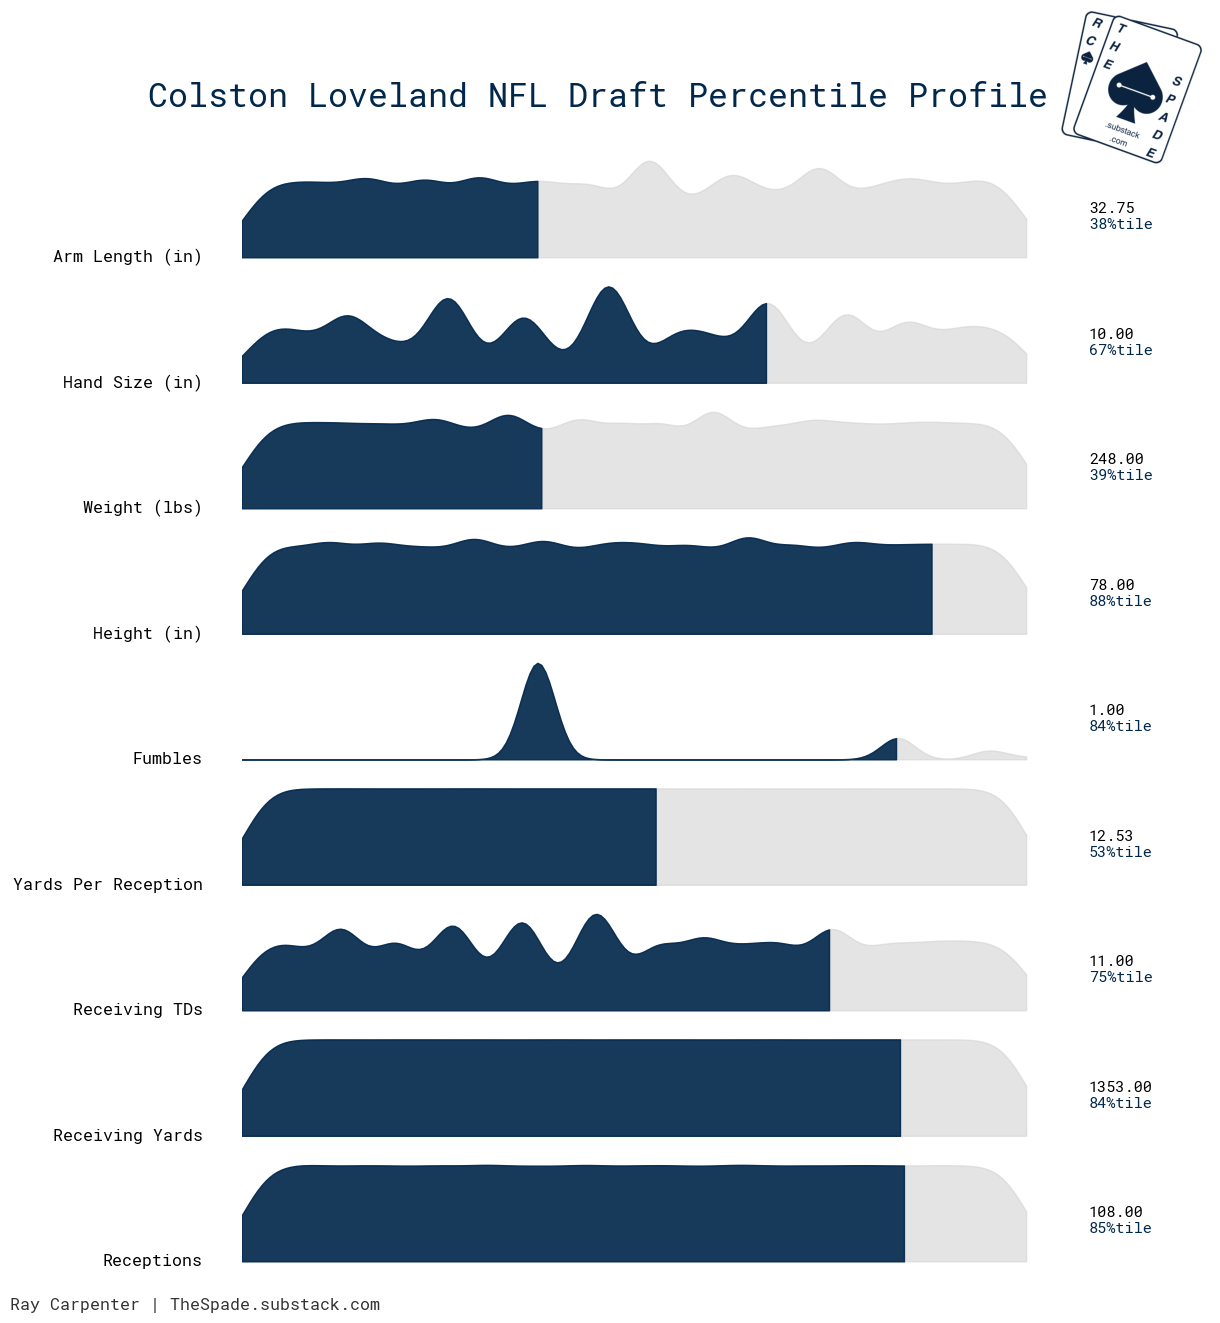 Colston Loveland NFL Draft Percentile Profile
RC
THE
SPADE
.substack
.com
Arm Length (in)
32.75
38%tile
Hand Size (in)
10.00
67%tile
Weight (lbs)
248.00
39%tile
Height (in)
78.00
88%tile
Fumbles
1.00
84%tile
Yards Per Reception
12.53
53%tile
Receiving TDs
11.00
75%tile
Receiving Yards
1353.00
84%tile
Receptions
108.00
85%tile
Ray Carpenter | TheSpade.substack.com